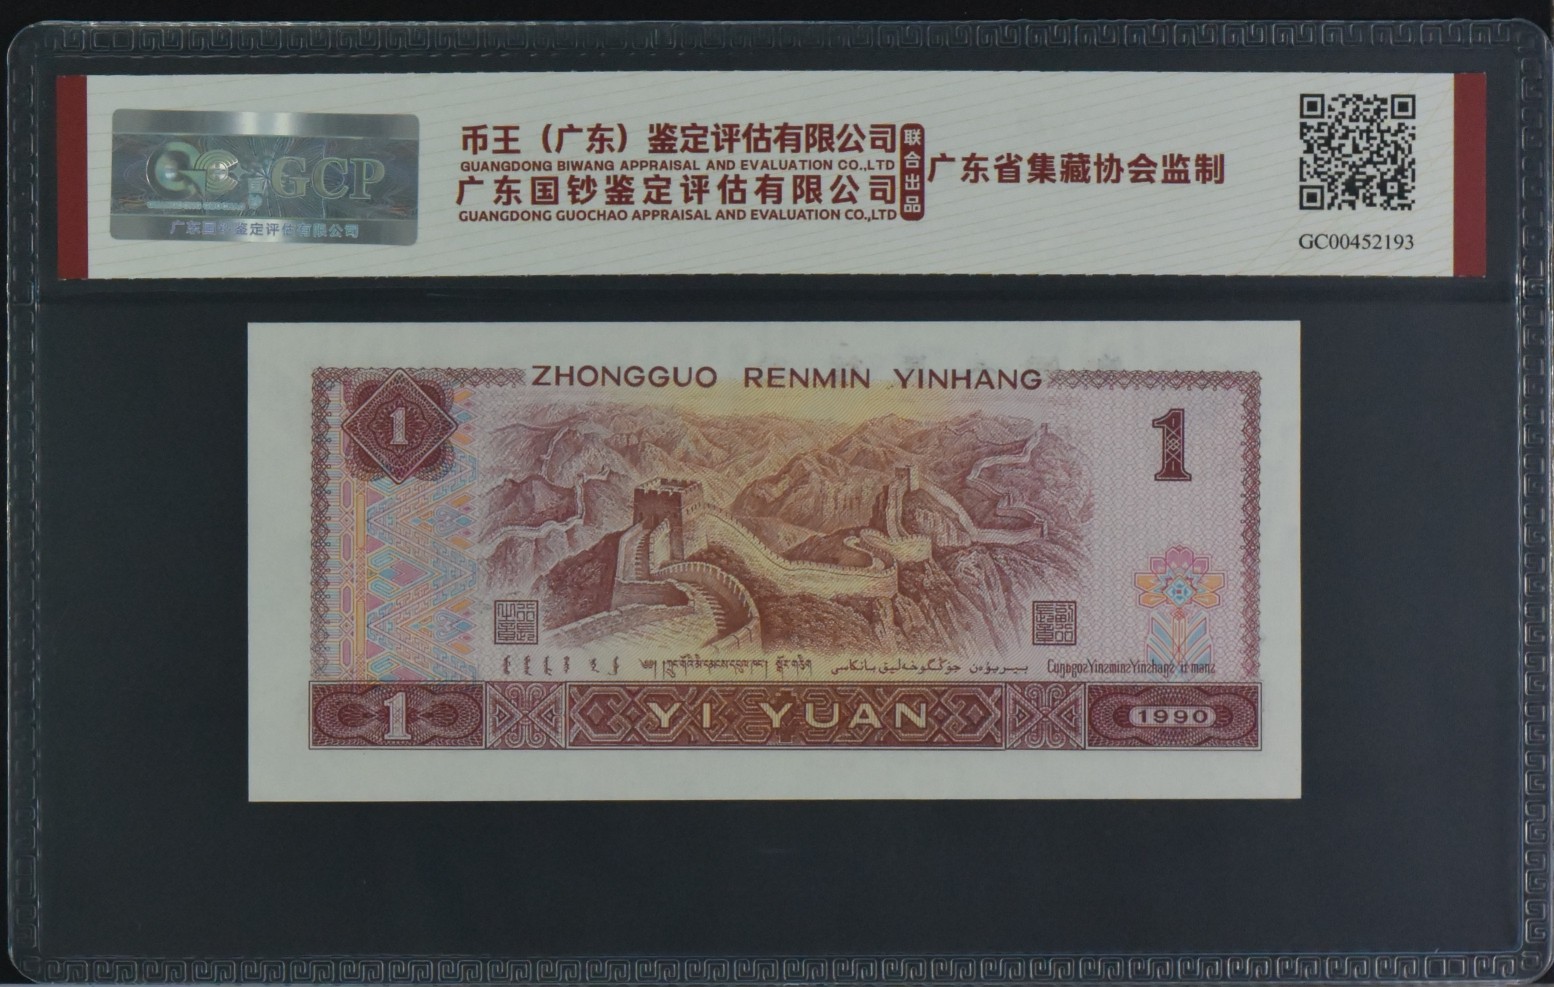 GCP
广东国钞鉴定评估有限公司
币王（广东）鉴定评估有限公司
GUANGDONG BIWANG APPRAISAL AND EVALUATION CO.,LTD
广东国钞鉴定评估有限公司
GUANGDONG GUOCHAO APPRAISAL AND EVALUATION CO.,LTD
联合出品
广东省集藏协会监制
GC00452193
ZHONGGUO RENMIN YINHANG
1
1
1
YI YUAN
1990